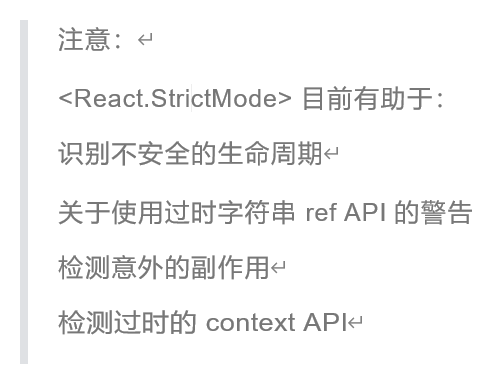 注意：↵
<React.StrictMode> 目前有助于：
识别不安全的生命周期↵
关于使用过时字符串 ref API 的警告
检测意外的副作用↵
检测过时的 context API↵